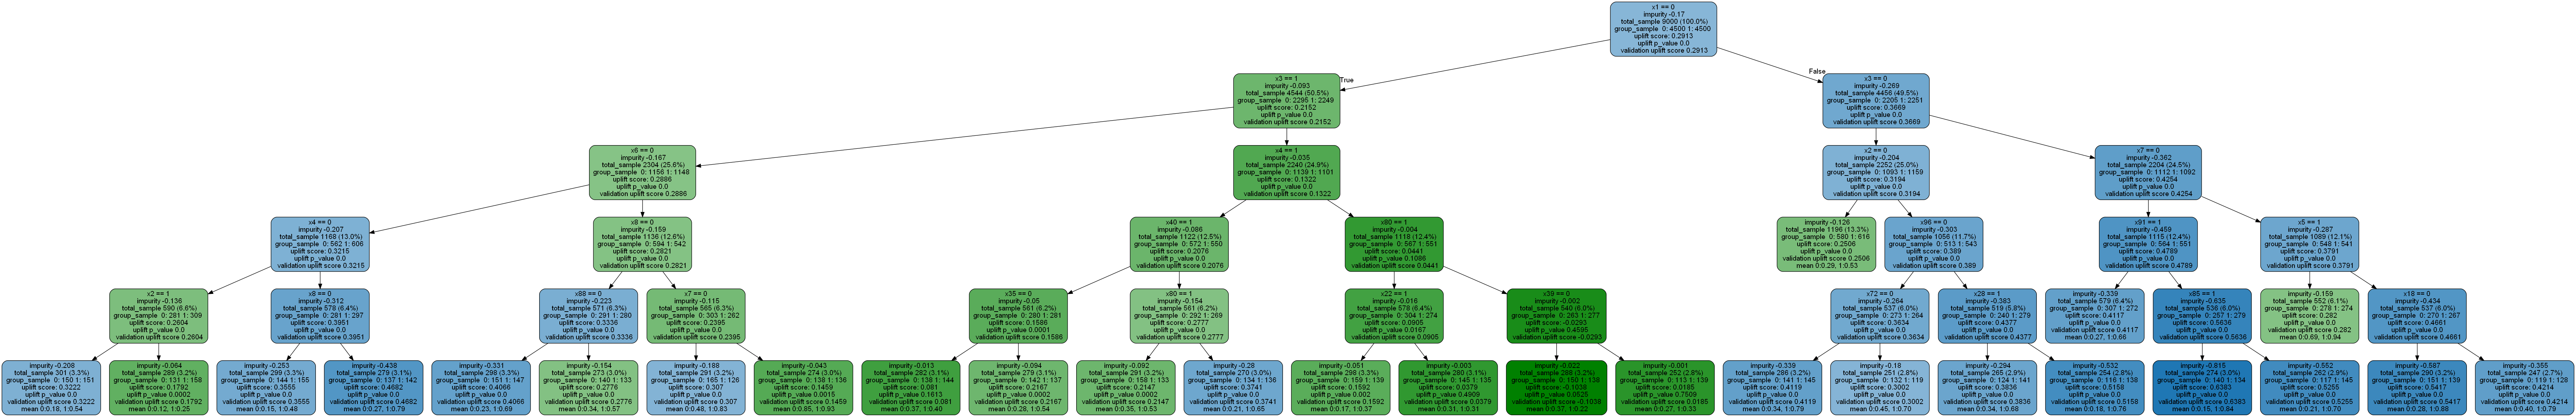 x1 == 0
impurity -0.17
total_sample 9000 (100.0%)
group_sample 0: 4500 1: 4500
uplift score: 0.2913
uplift p_value 0.0
validation uplift score 0.2913
True
False
x3 == 1
impurity -0.093
total_sample 4544 (50.5%)
group_sample 0: 2295 1: 2249
uplift score: 0.2152
uplift p_value 0.0
validation uplift score 0.2152
x3 == 0
impurity -0.269
total_sample 4456 (49.5%)
group_sample 0: 2205 1: 2251
uplift score: 0.3669
uplift p_value 0.0
validation uplift score 0.3669
x6 == 0
impurity -0.167
total_sample 2304 (25.6%)
group_sample 0: 1156 1: 1148
uplift score: 0.2886
uplift p_value 0.0
validation uplift score 0.2886
x4 == 1
impurity -0.035
total_sample 2240 (24.9%)
group_sample 0: 1139 1: 1101
uplift score: 0.1322
uplift p_value 0.0
validation uplift score 0.1322
x2 == 0
impurity -0.204
total_sample 2252 (25.0%)
group_sample 0: 1093 1: 1159
uplift score: 0.3194
uplift p_value 0.0
validation uplift score 0.3194
x7 == 0
impurity -0.362
total_sample 2204 (24.5%)
group_sample 0: 1112 1: 1092
uplift score: 0.4254
uplift p_value 0.0
validation uplift score 0.4254
x4 == 0
impurity -0.207
total_sample 1168 (13.0%)
group_sample 0: 562 1: 606
uplift score: 0.3215
uplift p_value 0.0
validation uplift score 0.3215
x8 == 0
impurity -0.159
total_sample 1136 (12.6%)
group_sample 0: 594 1: 542
uplift score: 0.2821
uplift p_value 0.0
validation uplift score 0.2821
x40 == 1
impurity -0.086
total_sample 1122 (12.5%)
group_sample 0: 572 1: 550
uplift score: 0.2076
uplift p_value 0.0
validation uplift score 0.2076
x80 == 1
impurity -0.004
total_sample 1118 (12.4%)
group_sample 0: 567 1: 551
uplift score: 0.0441
uplift p_value 0.1086
validation uplift score 0.0441
impurity -0.126
total_sample 1196 (13.3%)
group_sample 0: 580 1: 616
uplift score: 0.2506
uplift p_value 0.0
validation uplift score 0.2506
mean 0:0.29, 1:0.53
x96 == 0
impurity -0.303
total_sample 1056 (11.7%)
group_sample 0: 513 1: 543
uplift score: 0.389
uplift p_value 0.0
validation uplift score 0.389
x91 == 1
impurity -0.459
total_sample 1115 (12.4%)
group_sample 0: 564 1: 551
uplift score: 0.4789
uplift p_value 0.0
validation uplift score 0.4789
x5 == 1
impurity -0.287
total_sample 1089 (12.1%)
group_sample 0: 548 1: 541
uplift score: 0.3791
uplift p_value 0.0
validation uplift score 0.3791
x2 == 1
impurity -0.136
total_sample 590 (6.6%)
group_sample 0: 281 1: 309
uplift score: 0.2604
uplift p_value 0.0
validation uplift score 0.2604
x8 == 0
impurity -0.312
total_sample 578 (6.4%)
group_sample 0: 281 1: 297
uplift score: 0.3951
uplift p_value 0.0
validation uplift score 0.3951
x88 == 0
impurity -0.223
total_sample 571 (6.3%)
group_sample 0: 291 1: 280
uplift score: 0.3336
uplift p_value 0.0
validation uplift score 0.3336
x7 == 0
impurity -0.115
total_sample 565 (6.3%)
group_sample 0: 303 1: 262
uplift score: 0.2395
uplift p_value 0.0
validation uplift score 0.2395
x35 == 0
impurity -0.05
total_sample 561 (6.2%)
group_sample 0: 280 1: 281
uplift score: 0.1586
uplift p_value 0.0
validation uplift score 0.1586
x80 == 1
impurity -0.154
total_sample 561 (6.2%)
group_sample 0: 292 1: 269
uplift score: 0.2777
uplift p_value 0.0001
validation uplift score 0.2777
x22 == 1
impurity -0.016
total_sample 578 (6.4%)
group_sample 0: 304 1: 274
uplift score: 0.0905
uplift p_value 0.0167
validation uplift score 0.0905
x39 == 0
impurity -0.002
total_sample 540 (6.0%)
group_sample 0: 263 1: 277
uplift score: -0.0293
uplift p_value 0.4595
validation uplift score -0.0293
x72 == 0
impurity -0.264
total_sample 537 (6.0%)
group_sample 0: 273 1: 264
uplift score: 0.3634
uplift p_value 0.0
validation uplift score 0.3634
x28 == 1
impurity -0.383
total_sample 519 (5.8%)
group_sample 0: 240 1: 279
uplift score: 0.4377
uplift p_value 0.0
validation uplift score 0.4377
impurity -0.339
total_sample 579 (6.4%)
group_sample 0: 307 1: 272
uplift score: 0.4117
uplift p_value 0.0
validation uplift score 0.4117
mean 0:0.27, 1:0.66
x85 == 1
impurity -0.635
total_sample 536 (6.0%)
group_sample 0: 257 1: 279
uplift score: 0.5636
uplift p_value 0.0
validation uplift score 0.5636
impurity -0.159
total_sample 552 (6.1%)
group_sample 0: 278 1: 274
uplift score: 0.282
uplift p_value 0.0
validation uplift score 0.282
mean 0:0.69, 1:0.94
x18 == 0
impurity -0.434
total_sample 537 (6.0%)
group_sample 0: 270 1: 267
uplift score: 0.4661
uplift p_value 0.0
validation uplift score 0.4661
impurity -0.208
total_sample 301 (3.3%)
group_sample 0: 150 1: 151
uplift score: 0.3222
uplift p_value 0.0
validation uplift score 0.3222
mean 0:0.18, 1:0.54
impurity -0.064
total_sample 289 (3.2%)
group_sample 0: 131 1: 158
uplift score: 0.1792
uplift p_value 0.0002
validation uplift score 0.1792
mean 0:0.12, 1:0.25
impurity -0.253
total_sample 299 (3.3%)
group_sample 0: 144 1: 155
uplift score: 0.3555
uplift p_value 0.0
validation uplift score 0.3555
mean 0:0.15, 1:0.48
impurity -0.438
total_sample 279 (3.1%)
group_sample 0: 137 1: 142
uplift score: 0.4682
uplift p_value 0.0
validation uplift score 0.4682
mean 0:0.27, 1:0.79
impurity -0.331
total_sample 298 (3.3%)
group_sample 0: 151 1: 147
uplift score: 0.4066
uplift p_value 0.0
validation uplift score 0.4066
mean 0:0.23, 1:0.69
impurity -0.154
total_sample 273 (3.0%)
group_sample 0: 140 1: 133
uplift score: 0.2776
uplift p_value 0.0
validation uplift score 0.2776
mean 0:0.34, 1:0.57
impurity -0.188
total_sample 291 (3.2%)
group_sample 0: 165 1: 126
uplift score: 0.307
uplift p_value 0.0
validation uplift score 0.307
mean 0:0.48, 1:0.83
impurity -0.043
total_sample 274 (3.0%)
group_sample 0: 138 1: 136
uplift score: 0.1459
uplift p_value 0.0015
validation uplift score 0.1459
mean 0:0.85, 1:0.93
impurity -0.013
total_sample 282 (3.1%)
group_sample 0: 138 1: 144
uplift score: 0.081
uplift p_value 0.1613
validation uplift score 0.081
mean 0:0.37, 1:0.40
impurity -0.094
total_sample 279 (3.1%)
group_sample 0: 142 1: 137
uplift score: 0.2167
uplift p_value 0.0002
validation uplift score 0.2167
mean 0:0.28, 1:0.54
impurity -0.092
total_sample 291 (3.2%)
group_sample 0: 158 1: 133
uplift score: 0.2147
uplift p_value 0.0002
validation uplift score 0.2147
mean 0:0.35, 1:0.53
impurity -0.28
total_sample 270 (3.0%)
group_sample 0: 134 1: 136
uplift score: 0.3741
uplift p_value 0.0
validation uplift score 0.3741
mean 0:0.21, 1:0.65
impurity -0.051
total_sample 298 (3.3%)
group_sample 0: 159 1: 139
uplift score: 0.1592
uplift p_value 0.002
validation uplift score 0.1592
mean 0:0.17, 1:0.37
impurity -0.003
total_sample 280 (3.1%)
group_sample 0: 145 1: 135
uplift score: 0.0379
uplift p_value 0.4909
validation uplift score 0.0379
mean 0:0.31, 1:0.31
impurity -0.022
total_sample 288 (3.2%)
group_sample 0: 150 1: 138
uplift score: -0.1038
uplift p_value 0.0525
validation uplift score -0.1038
mean 0:0.37, 1:0.22
impurity -0.001
total_sample 252 (2.8%)
group_sample 0: 113 1: 139
uplift score: 0.0185
uplift p_value 0.7509
validation uplift score 0.0185
mean 0:0.27, 1:0.33
impurity -0.339
total_sample 286 (3.2%)
group_sample 0: 141 1: 145
uplift score: 0.4119
uplift p_value 0.0
validation uplift score 0.4119
mean 0:0.34, 1:0.79
impurity -0.18
total_sample 251 (2.8%)
group_sample 0: 132 1: 119
uplift score: 0.3002
uplift p_value 0.0
validation uplift score 0.3002
mean 0:0.45, 1:0.70
impurity -0.294
total_sample 265 (2.9%)
group_sample 0: 124 1: 141
uplift score: 0.3836
uplift p_value 0.0
validation uplift score 0.3836
mean 0:0.34, 1:0.68
impurity -0.532
total_sample 254 (2.8%)
group_sample 0: 116 1: 138
uplift score: 0.5158
uplift p_value 0.0
validation uplift score 0.5158
mean 0:0.18, 1:0.76
impurity -0.815
total_sample 274 (3.0%)
group_sample 0: 140 1: 134
uplift score: 0.6383
uplift p_value 0.0
validation uplift score 0.6383
mean 0:0.15, 1:0.84
impurity -0.552
total_sample 262 (2.9%)
group_sample 0: 117 1: 145
uplift score: 0.5255
uplift p_value 0.0
validation uplift score 0.5255
mean 0:0.21, 1:0.70
impurity -0.587
total_sample 290 (3.2%)
group_sample 0: 151 1: 139
uplift score: 0.5417
uplift p_value 0.0
validation uplift score 0.5417
mean 0:0.28, 1:0.88
impurity -0.355
total_sample 247 (2.7%)
group_sample 0: 119 1: 128
uplift score: 0.4214
uplift p_value 0.0
validation uplift score 0.4214
mean 0:0.40, 1:0.79